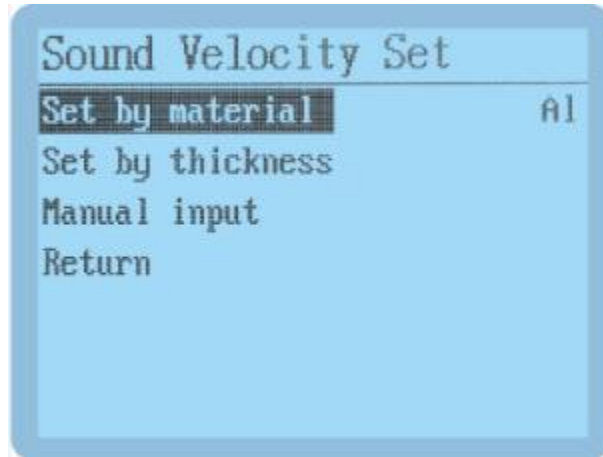 Sound Velocity Set
Set by material Al
Set by thickness
Manual input
Return